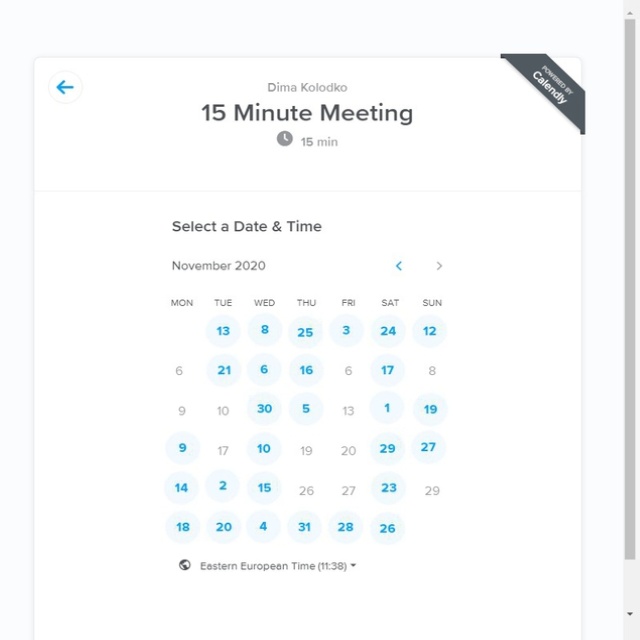 POWERED BY
Calendly
Dima Kolodko
15 Minute Meeting
15 min
Select a Date & Time
November 2020
MON TUE WED THU FRI SAT SUN
13 8 25 3 24 12
6 21 6 16 6 17 8
9 10 30 5 13 1 19
9 17 10 19 20 29 27
14 2 15 26 27 23 29
18 20 4 31 28 26
Eastern European Time (11:38)